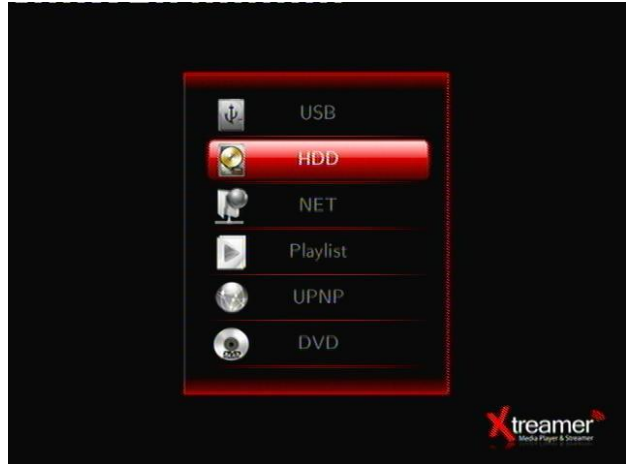 USB
HDD
NET
Playlist
UPNP
DVD
Xtreamer
Media Player & Streamer